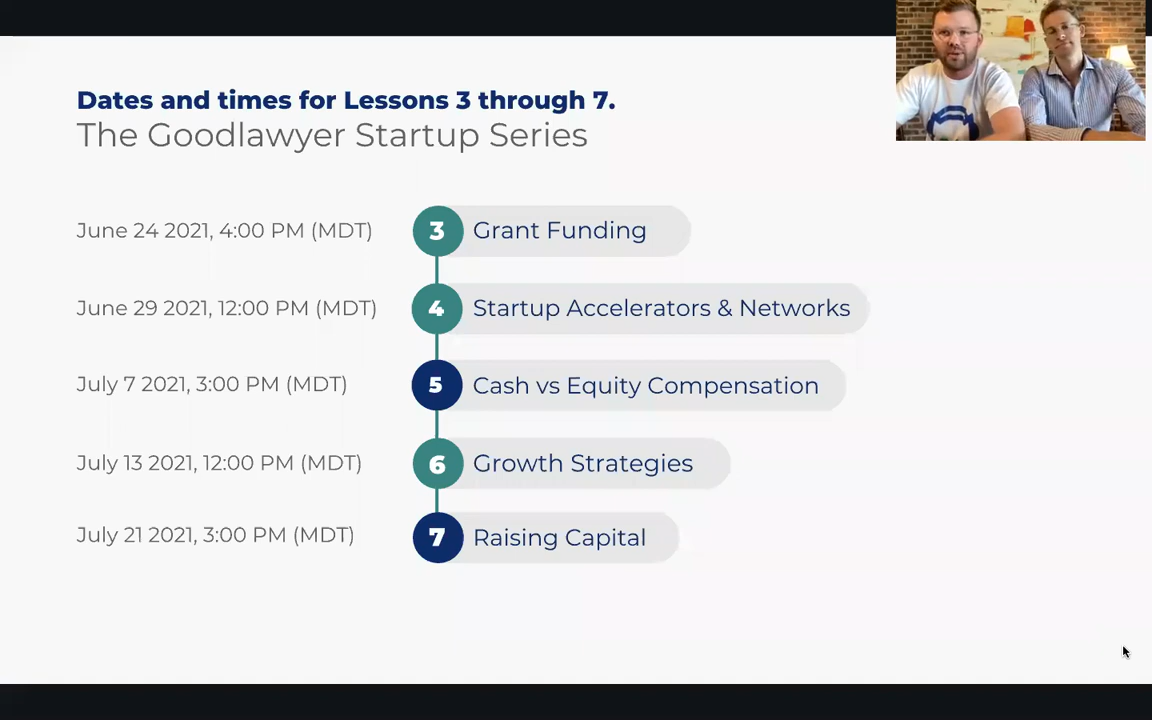 Dates and times for Lessons 3 through 7.
The Goodlawyer Startup Series
June 24 2021, 4:00 PM (MDT) 3 Grant Funding
June 29 2021, 12:00 PM (MDT) 4 Startup Accelerators & Networks
July 7 2021, 3:00 PM (MDT) 5 Cash vs Equity Compensation
July 13 2021, 12:00 PM (MDT) 6 Growth Strategies
July 21 2021, 3:00 PM (MDT) 7 Raising Capital